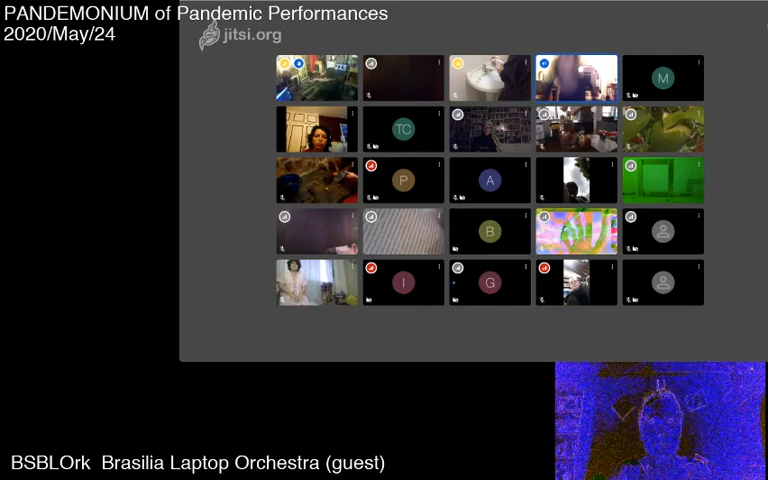 PANDEMONIUM of Pandemic Performances
2020/May/24
jitsi.org
M
TC
P
A
B
I
G
BSBLOrk Brasilia Laptop Orchestra (guest)